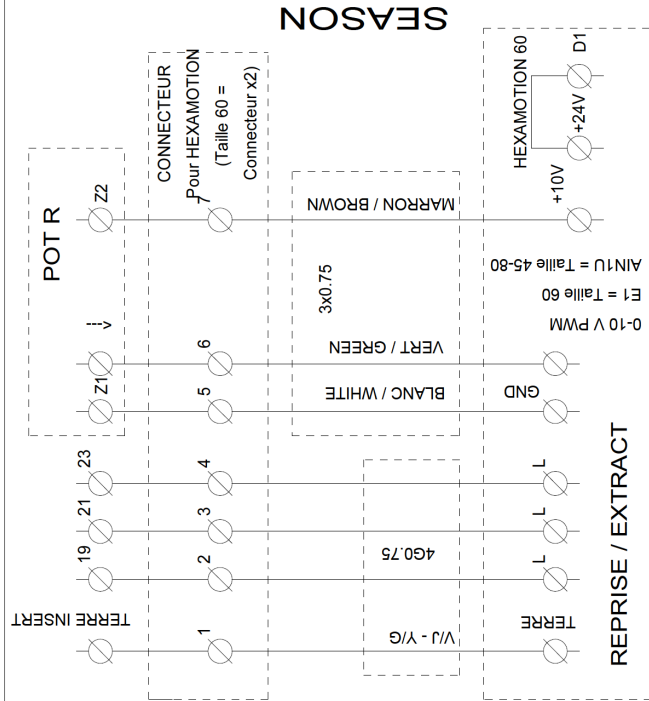 SEASON
POT R
Z2
--->
Z1
23
21
19
TERRE INSERT
CONNECTEUR
Pour HEXAMOTION
(Taille 60 =
Connecteur x2)
7
6
5
4
3
2
1
MARRON / BROWN
3x0.75
VERT / GREEN
BLANC / WHITE
4G0.75
V/J - Y/G
HEXAMOTION 60
D1
+24V
+10V
AIN1U = Taille 45-80
E1 = Taille 60
0-10 V PWM
GND
L
L
L
TERRE
REPRISE / EXTRACT